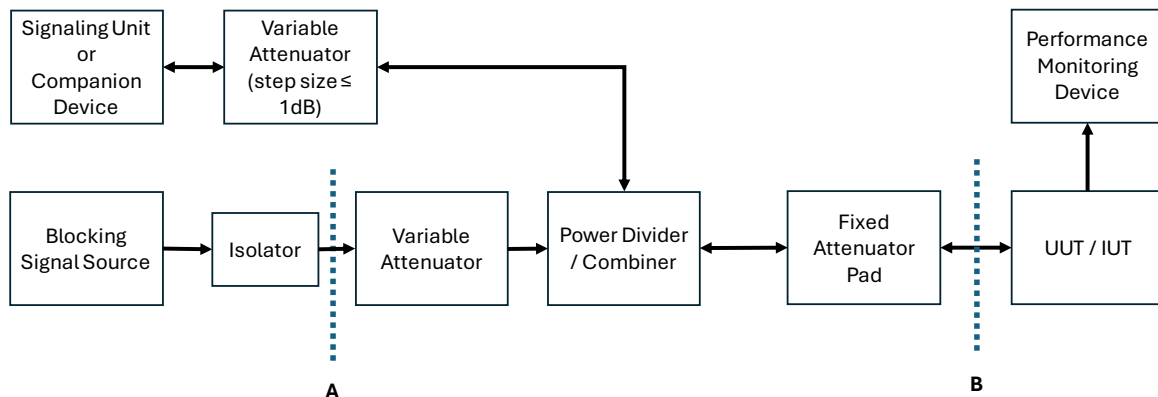 Signaling Unit
or
Companion
Device
Variable
Attenuator
(step size ≤
1dB)
Performance
Monitoring
Device
Blocking
Signal Source
Isolator
Variable
Attenuator
Power Divider
/ Combiner
Fixed
Attenuator
Pad
UUT / IUT
A
B